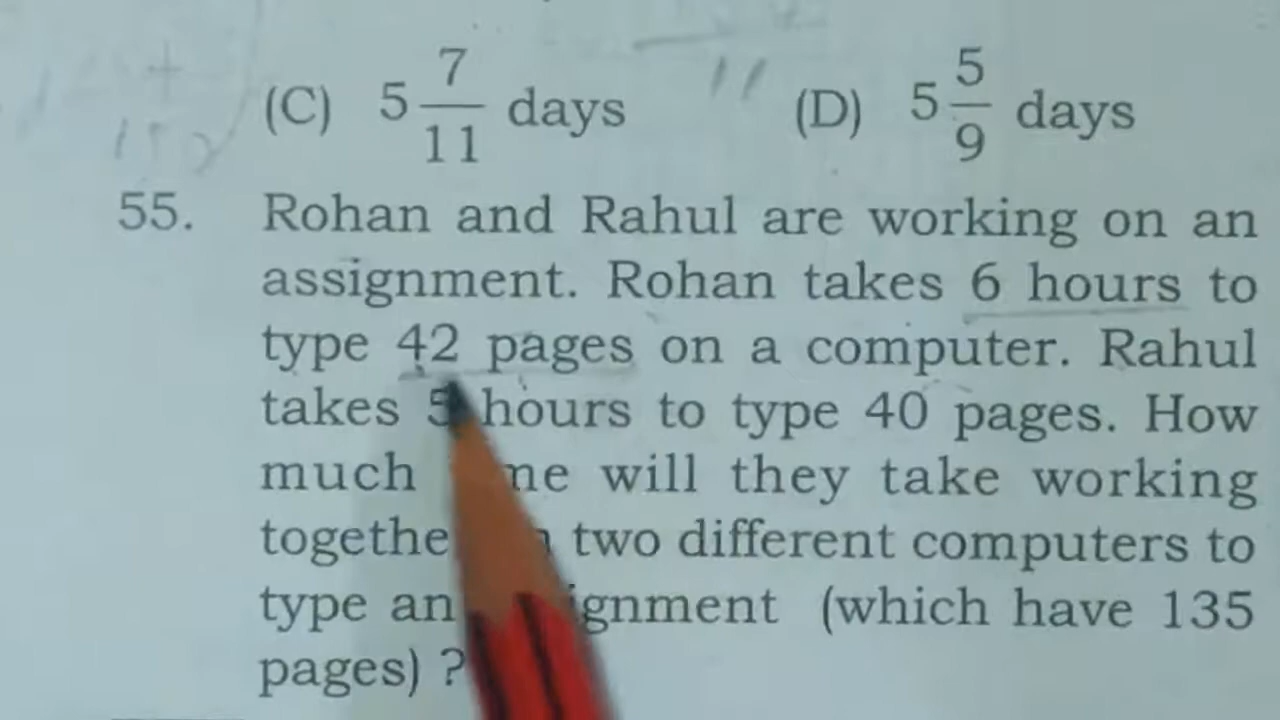 (C) 5 7/11 days (D) 5 5/9 days
55. Rohan and Rahul are working on an
assignment. Rohan takes 6 hours to
type 42 pages on a computer. Rahul
takes 5 hours to type 40 pages. How
much will they take working
two different computers to
type an (which have 135
pages) ?